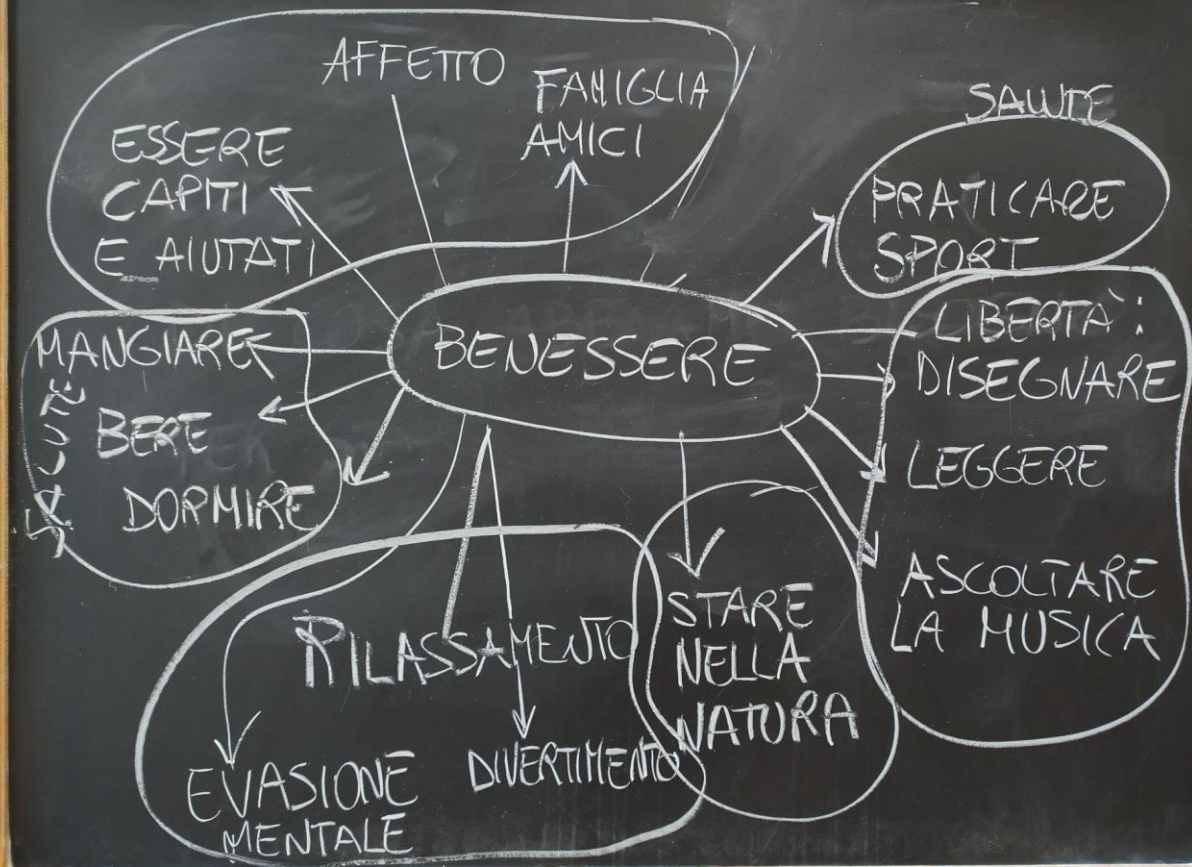 AFFETTO
FAMIGLIA
AMICI
ESSERE
CAPITI
E AIUTATI
SALUTE
PRATICARE
SPORT
BENESSERE
MANGIARE
BERE
DORMIRE
SALUTE
LIBERTÀ:
DISEGNARE
LEGGERE
ASCOLTARE
LA MUSICA
RILASSAMENTO
STARE
NELLA
NATURA
EVASIONE
MENTALE
DIVERTIMENTO